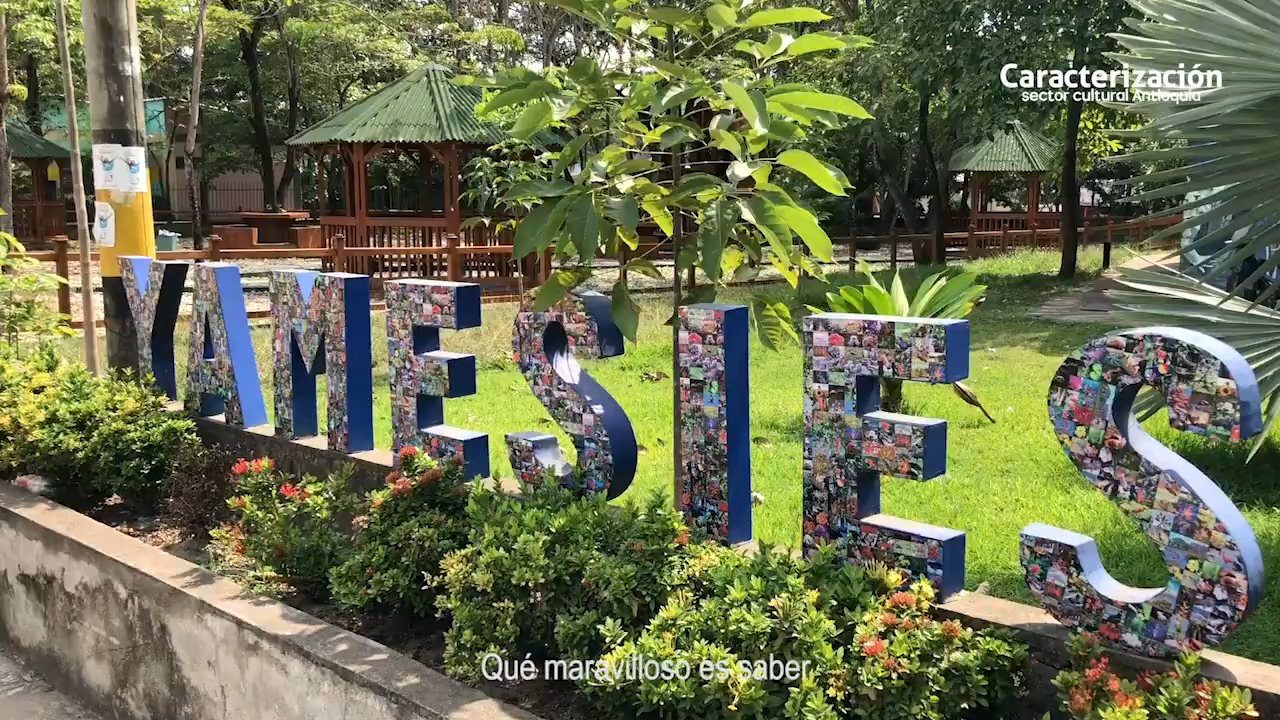 Caracterización
sector cultural Antioquia
YAMESIES
Qué maravilloso es saber